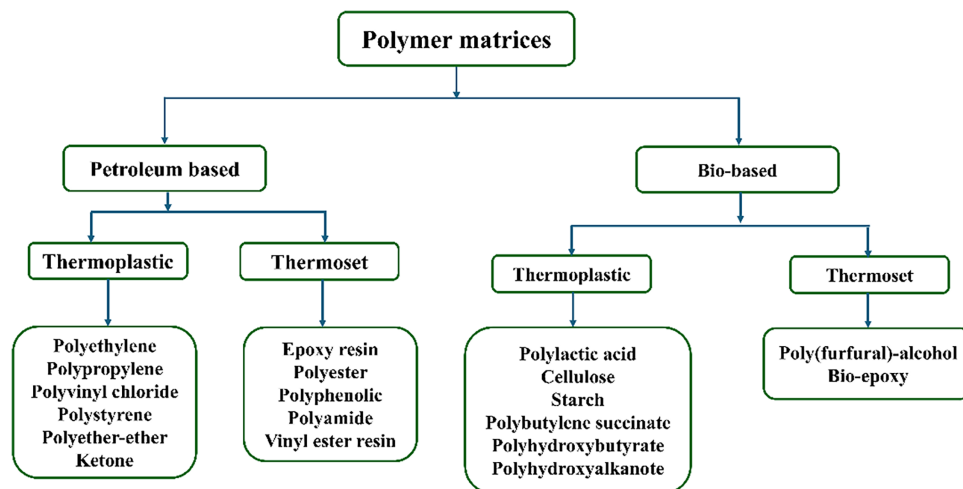 Polymer matrices
Petroleum based
Bio-based
Thermoplastic
Thermoset
Thermoplastic
Thermoset
Polyethylene
Polypropylene
Polyvinyl chloride
Polystyrene
Polyether-ether
Ketone
Epoxy resin
Polyester
Polyphenolic
Polyamide
Vinyl ester resin
Polylactic acid
Cellulose
Starch
Polybutylene succinate
Polyhydroxybutyrate
Polyhydroxyalkanote
Poly(furfural)-alcohol
Bio-epoxy